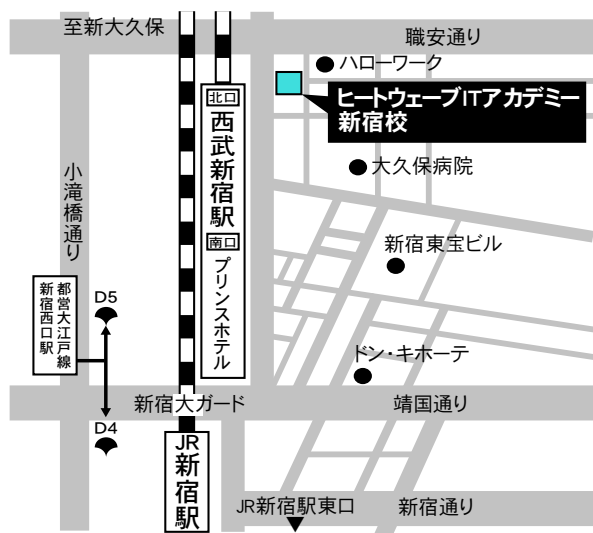 至新大久保
職安通り
ハローワーク
ヒートウェーブITアカデミー
新宿校
北口
西武新宿駅
南口
プリンスホテル
大久保病院
小滝橋通り
新宿東宝ビル
都営大江戸線
新宿西口駅
D5
ドン・キホーテ
新宿大ガード
靖国通り
D4
JR新宿駅
JR新宿駅東口
新宿通り